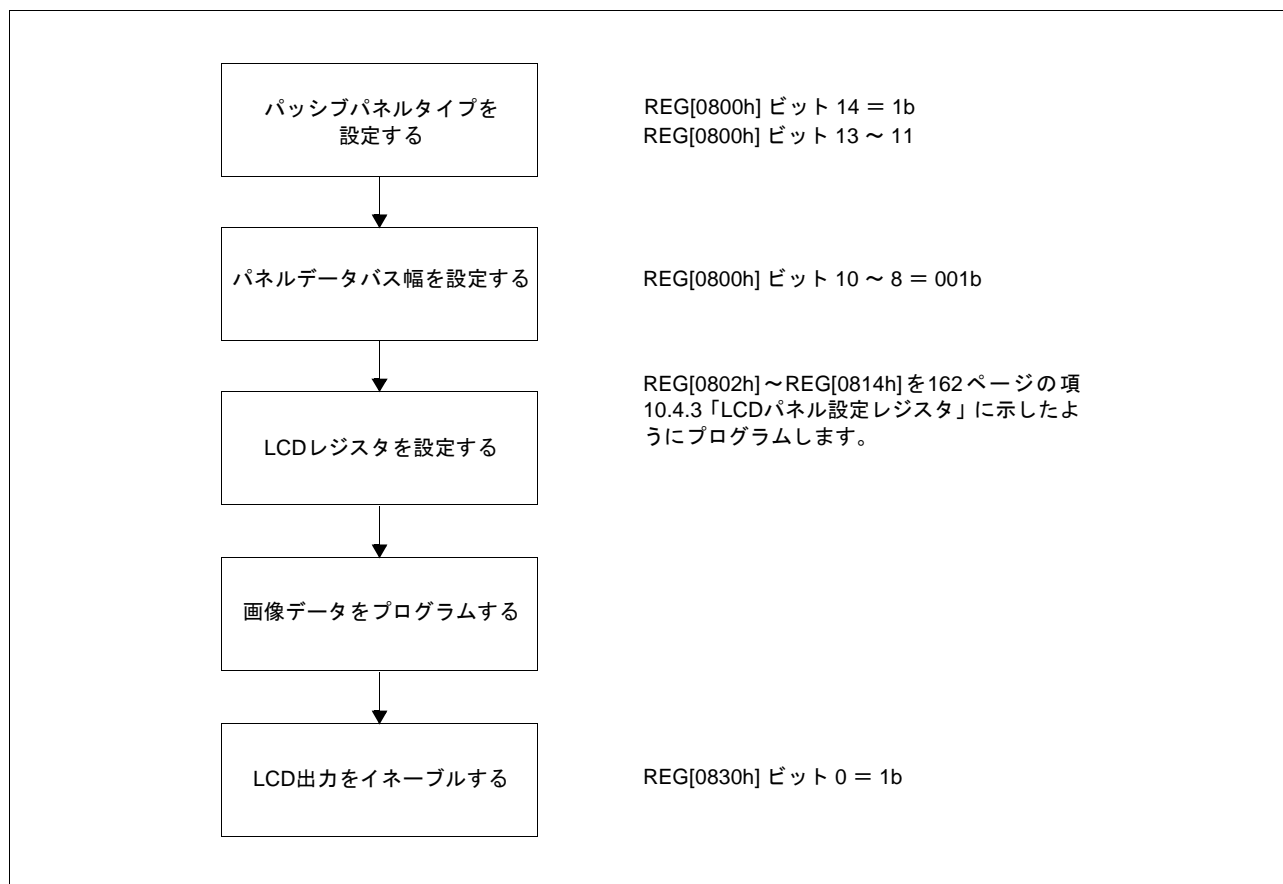 パッシブパネルタイプを
設定する
REG[0800h] ビット 14 = 1b
REG[0800h] ビット 13 ~ 11
パネルデータバス幅を設定する
REG[0800h] ビット 10 ~ 8 = 001b
LCDレジスタを設定する
REG[0802h]~REG[0814h]を162ページの項
10.4.3「LCDパネル設定レジスタ」に示したよ
うにプログラムします。
画像データをプログラムする
LCD出力をイネーブルする
REG[0830h] ビット 0 = 1b